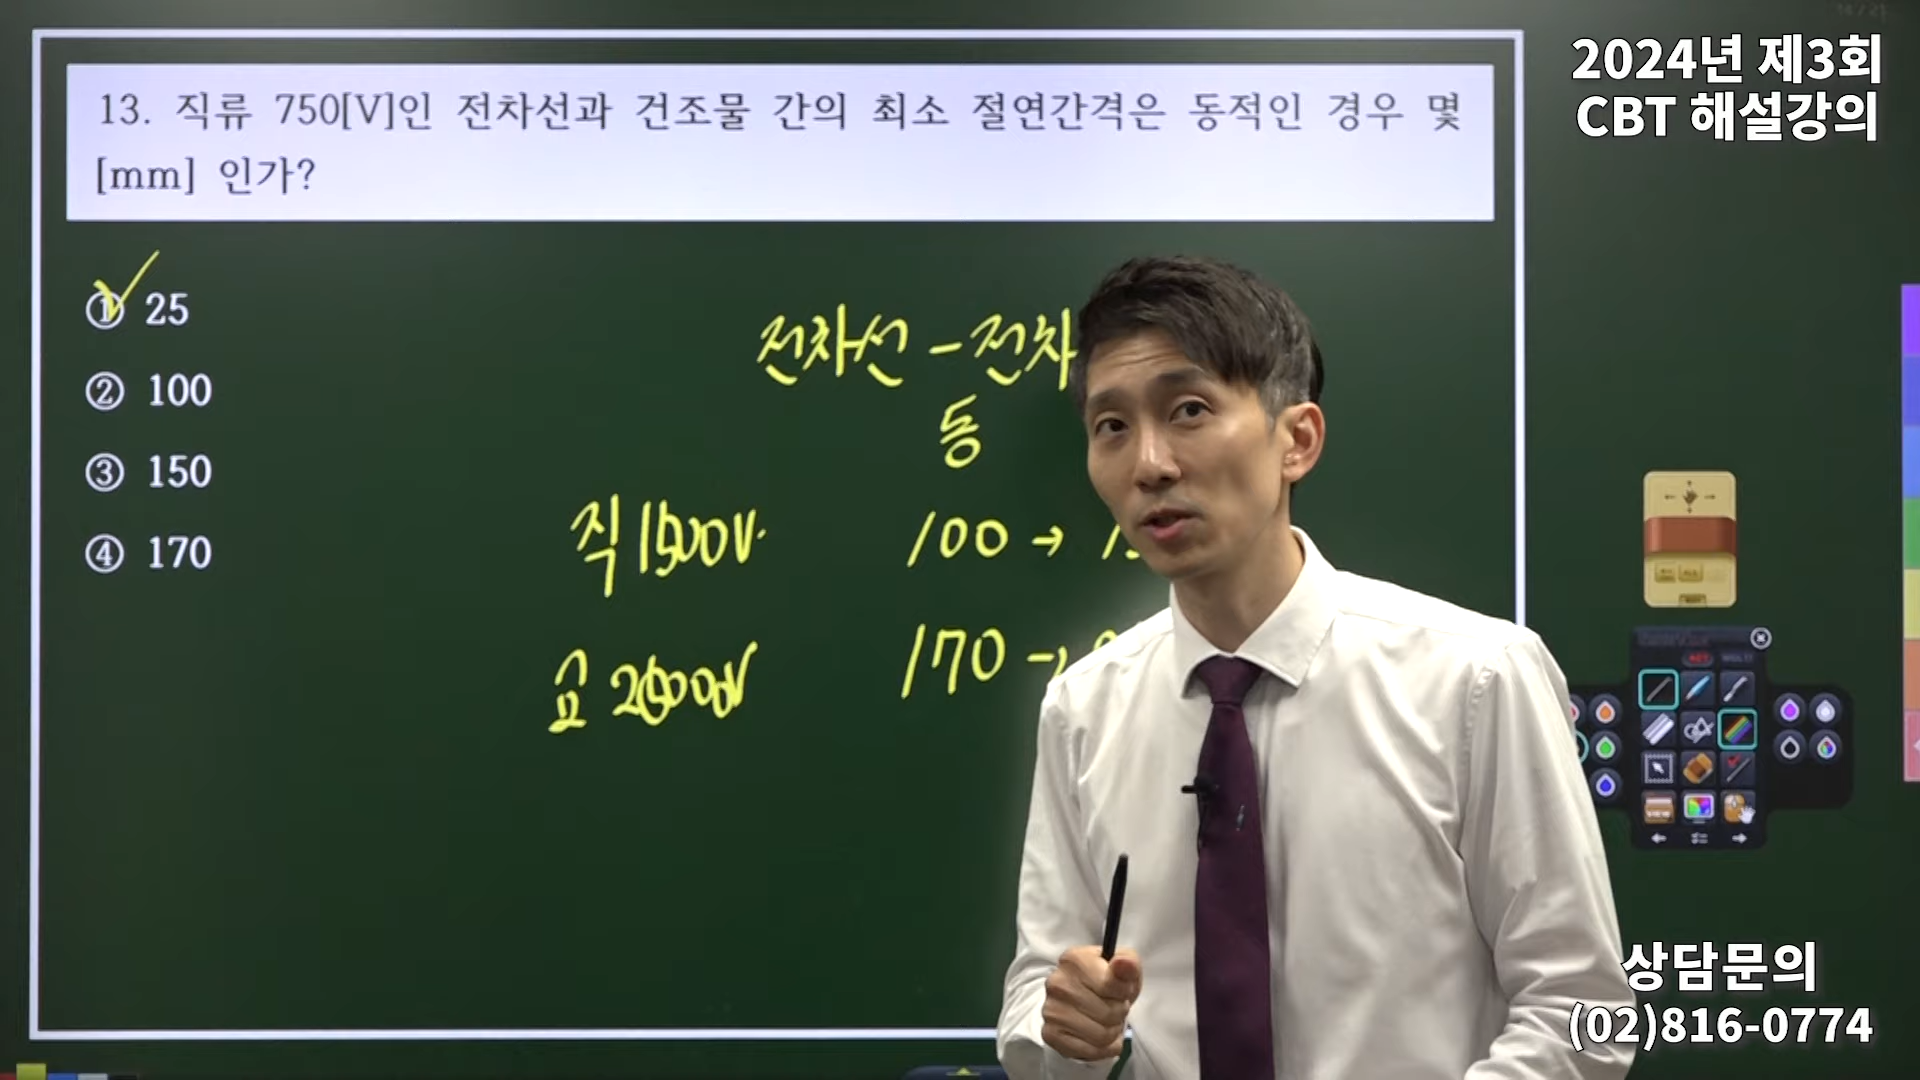 2024년 제3회
CBT 해설강의
13. 직류 750[V]인 전차선과 건조물 간의 최소 절연간격은 동적인 경우 몇
[mm] 인가?
① 25
② 100
③ 150
④ 170
전차선 - 전차
동
직 1500V
100 →
교 25000V
170 →
상담문의
(02)816-0774